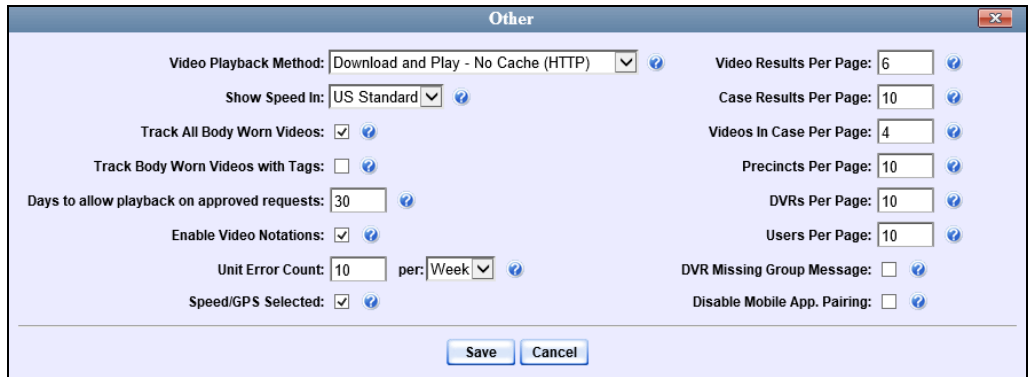 Other
Video Playback Method: Download and Play - No Cache (HTTP)
Show Speed In: US Standard
Track All Body Worn Videos:
Track Body Worn Videos with Tags:
Days to allow playback on approved requests: 30
Enable Video Notations:
Unit Error Count: 10 per: Week
Speed/GPS Selected:
Video Results Per Page: 6
Case Results Per Page: 10
Videos In Case Per Page: 4
Precincts Per Page: 10
DVRs Per Page: 10
Users Per Page: 10
DVR Missing Group Message:
Disable Mobile App. Pairing:
Save Cancel